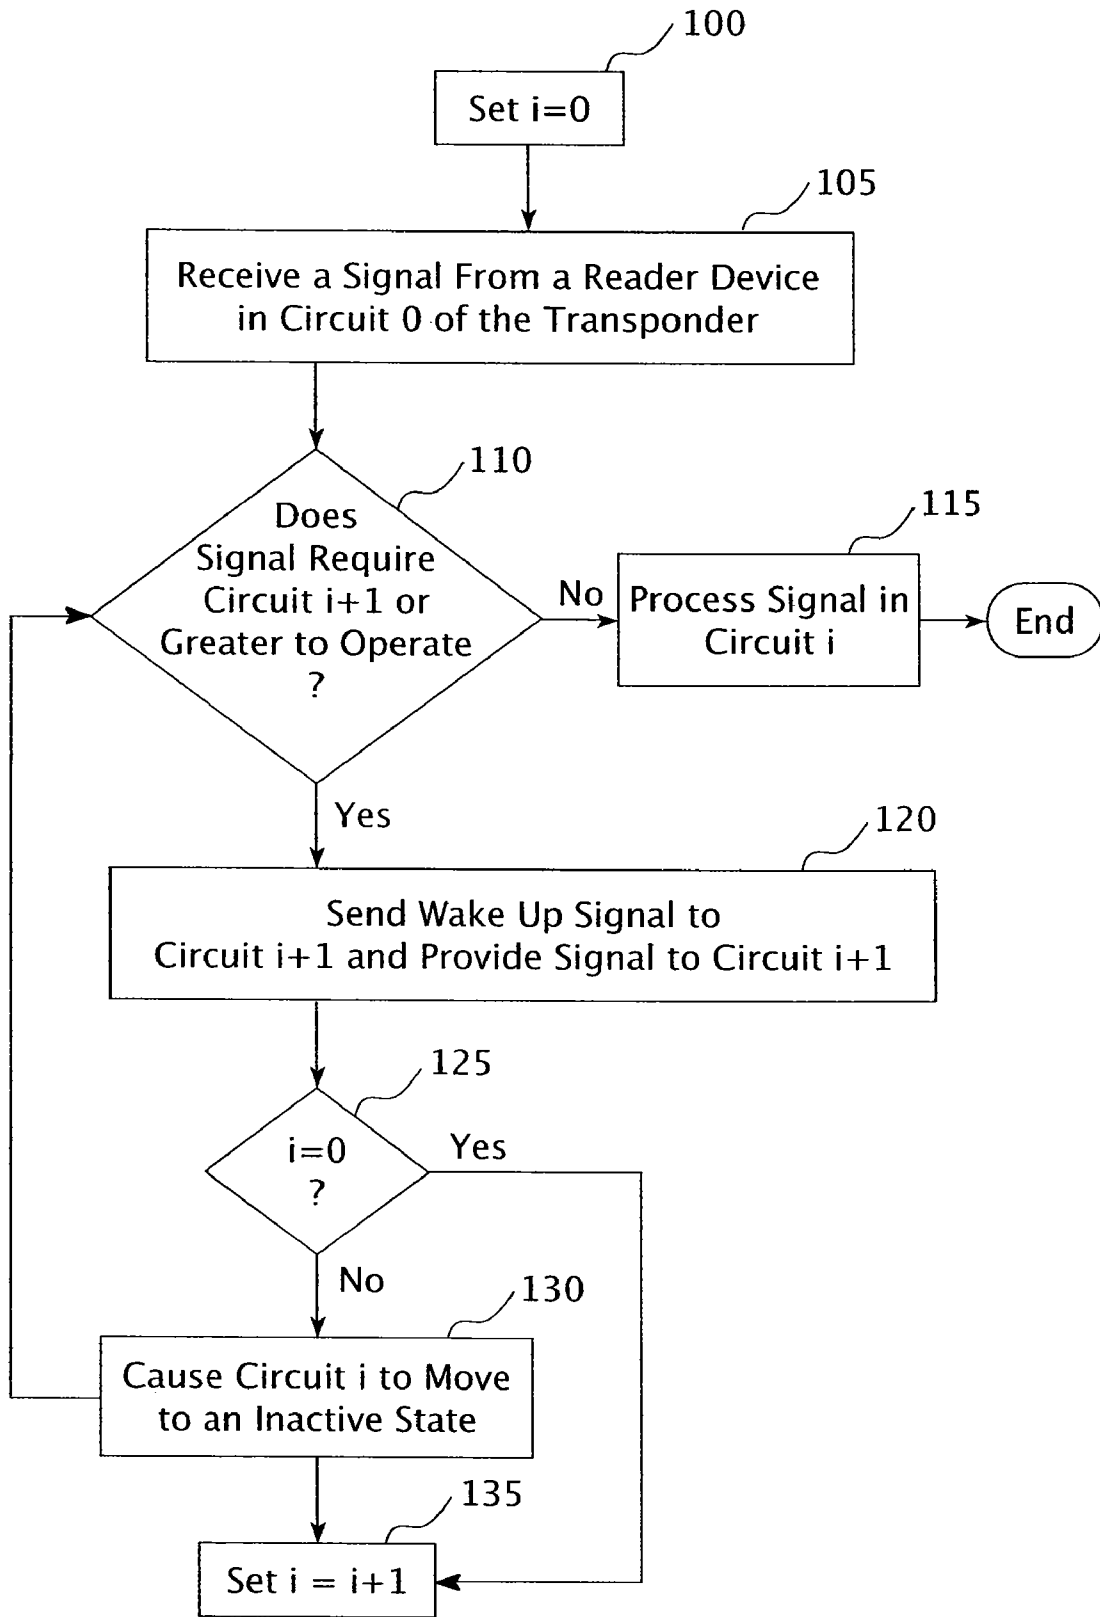 100
Set i=0
105
Receive a Signal From a Reader Device
in Circuit 0 of the Transponder
110
Does
Signal Require
Circuit i+1 or
Greater to Operate
?
No
115
Process Signal in
Circuit i
End
Yes
120
Send Wake Up Signal to
Circuit i+1 and Provide Signal to Circuit i+1
125
i=0
?
Yes
No
130
Cause Circuit i to Move
to an Inactive State
135
Set i = i+1